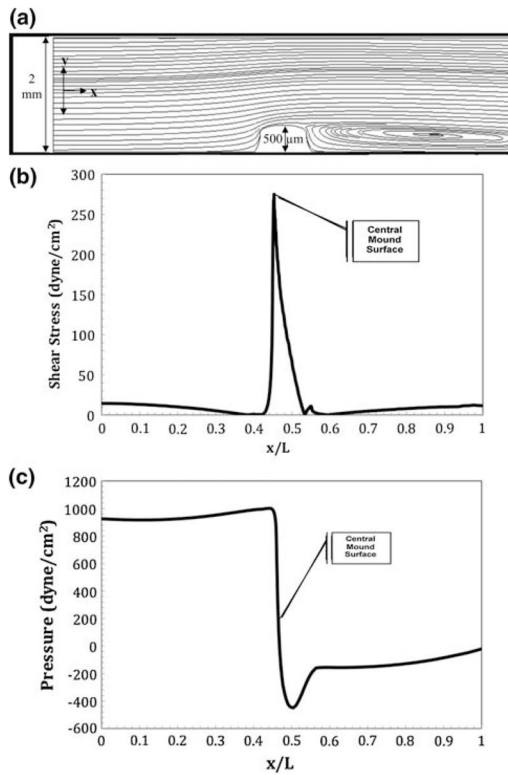 (a)
2
mm
Y
X
500 µm
(b)
300
250
200
150
100
50
0
Shear Stress (dyne/cm²)
Central
Mound
Surface
0 0.1 0.2 0.3 0.4 0.5 0.6 0.7 0.8 0.9 1
x/L
(c)
1200
1000
800
600
400
200
0
-200
-400
-600
Pressure (dyne/cm²)
Central
Mound
Surface
0 0.1 0.2 0.3 0.4 0.5 0.6 0.7 0.8 0.9 1
x/L